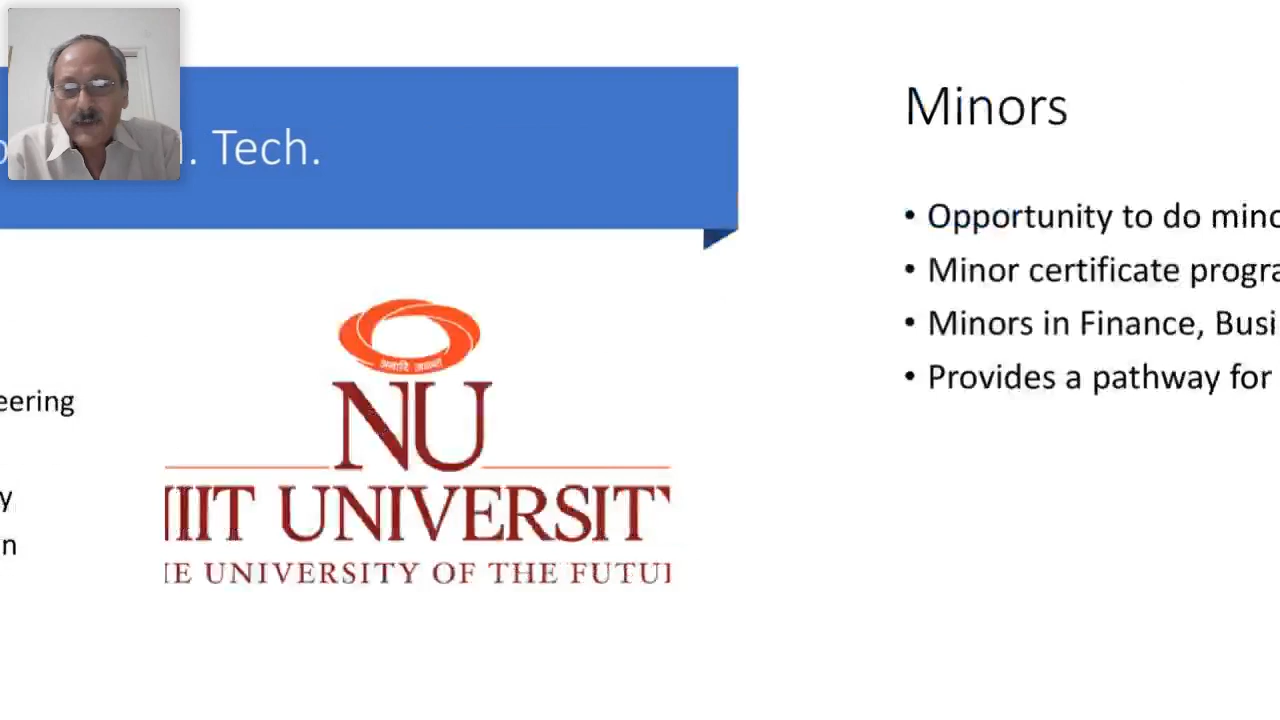 . Tech.
eering
y
n
NU
IIT UNIVERSIT
E UNIVERSITY OF THE FUTU
Minors
• Opportunity to do mino
• Minor certificate progra
• Minors in Finance, Busi
• Provides a pathway for